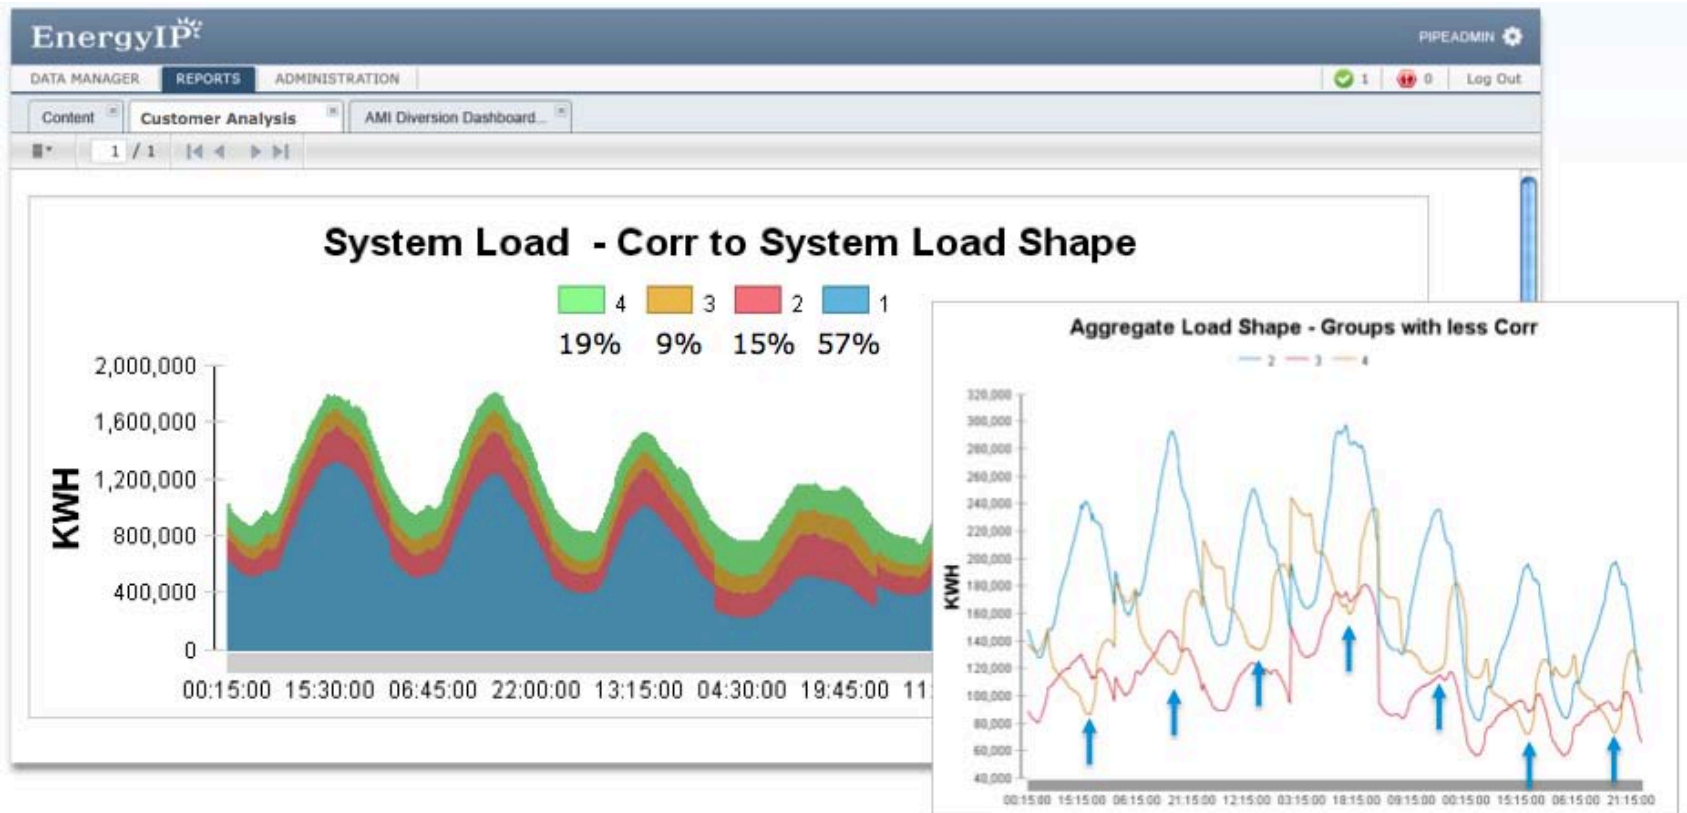 EnergyIP
PIPEADMIN
DATA MANAGER REPORTS ADMINISTRATION 1 0 Log Out
Content Customer Analysis AMI Diversion Dashboard...
1 / 1
System Load - Corr to System Load Shape
4 3 2 1
19% 9% 15% 57%
KWH
2,000,000
1,600,000
1,200,000
800,000
400,000
0
00:15:00 15:30:00 06:45:00 22:00:00 13:15:00 04:30:00 19:45:00 11:
Aggregate Load Shape - Groups with less Corr
2 3 4
KWH
320,000
300,000
280,000
260,000
240,000
220,000
200,000
180,000
160,000
140,000
120,000
100,000
80,000
60,000
40,000
00:15:00 15:15:00 06:15:00 21:15:00 12:15:00 03:15:00 18:15:00 09:15:00 00:15:00 15:15:00 06:15:00 21:15:00